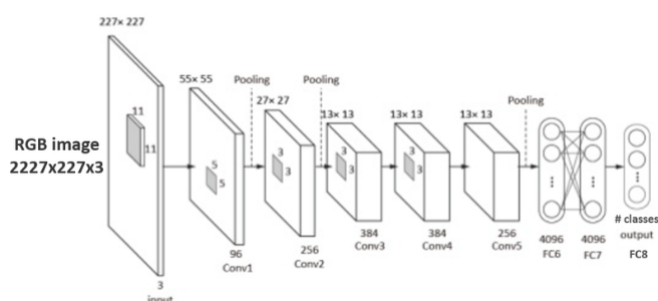 227× 227
55× 55
Pooling
Pooling
27× 27
13× 13
13× 13
13× 13
Pooling
11
11
RGB image
2227x227x3
5
5
3
3
3
3
3
3
3
input
96
Conv1
256
Conv2
384
Conv3
384
Conv4
256
Conv5
4096
FC6
4096
FC7
# classes
output
FC8